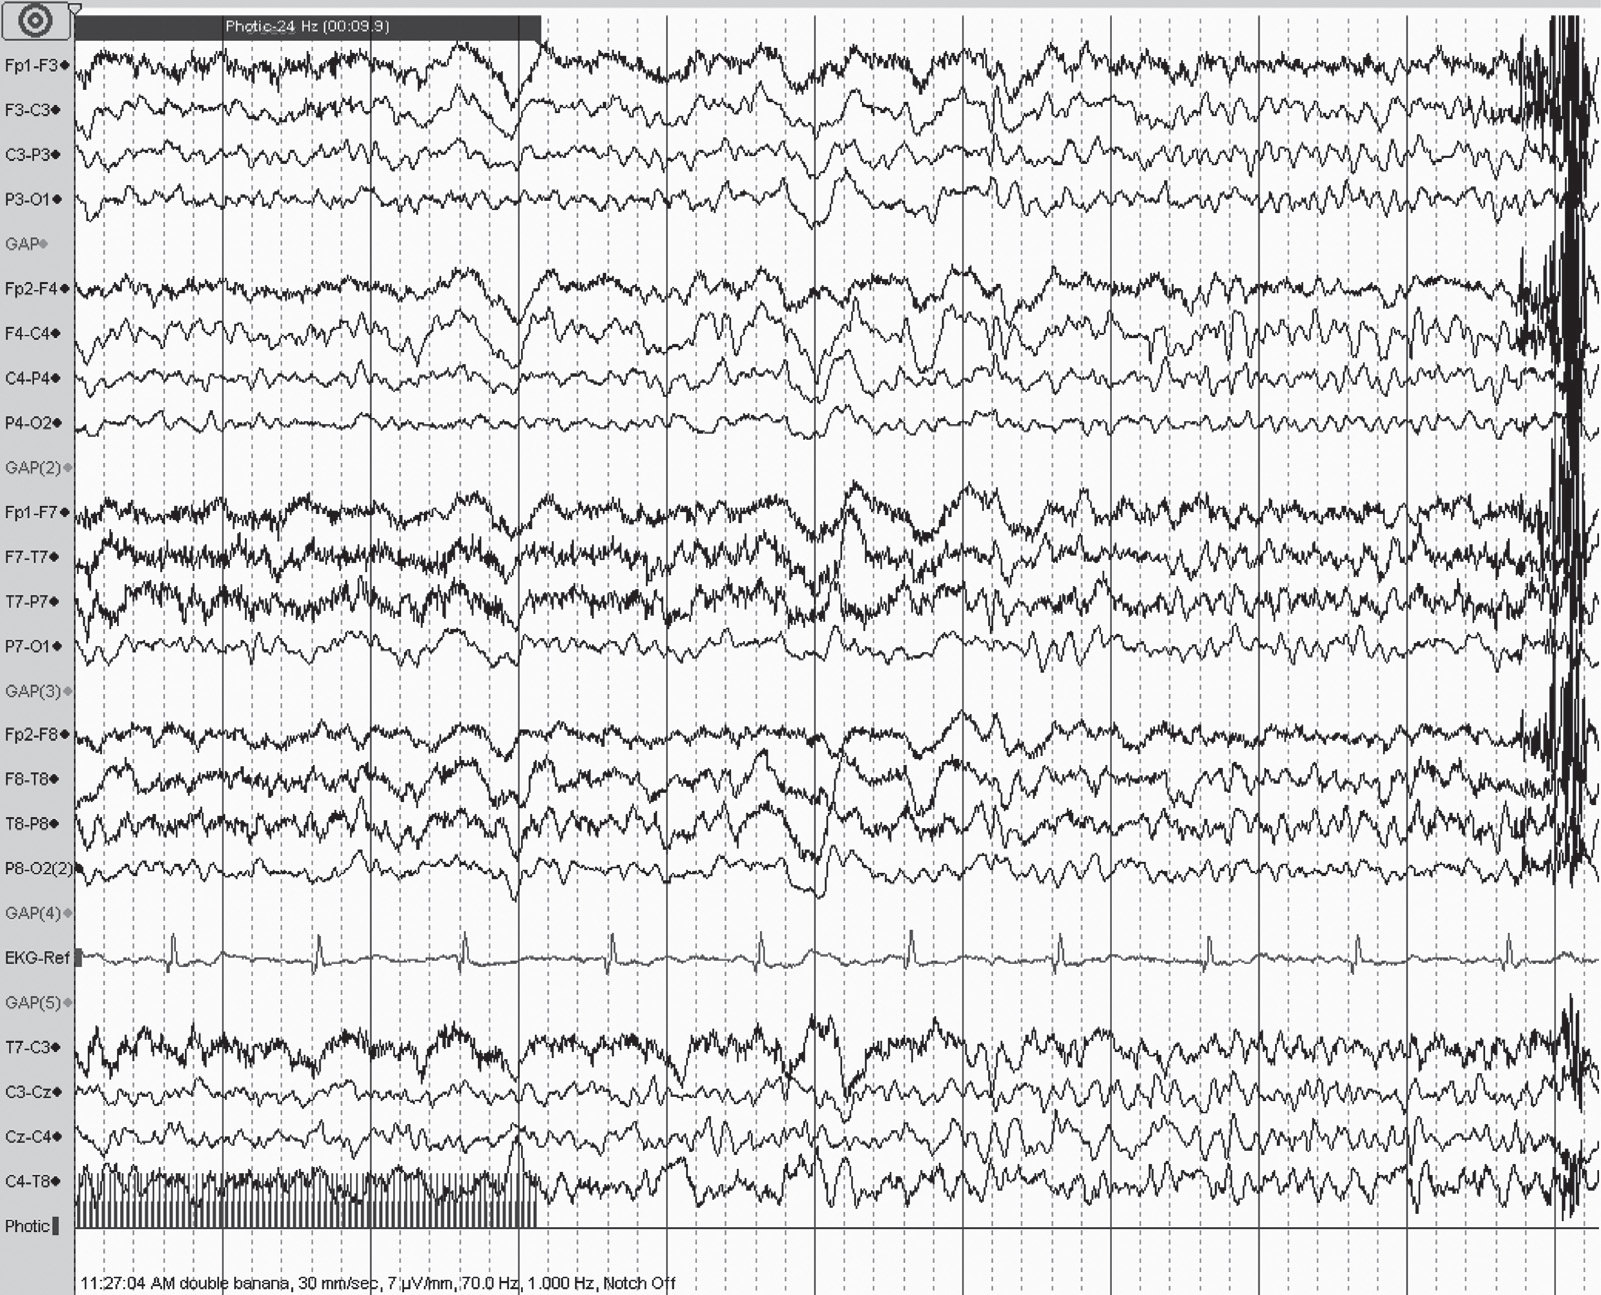 Photic-24 Hz (00:09.9)
Fp1-F3
F3-C3
C3-P3
P3-O1
GAP
Fp2-F4
F4-C4
C4-P4
P4-O2
GAP(2)
Fp1-F7
F7-T7
T7-P7
P7-O1
GAP(3)
Fp2-F8
F8-T8
T8-P8
P8-O2(2)
GAP(4)
EKG-Ref
GAP(5)
T7-C3
C3-Cz
Cz-C4
C4-T8
Photic
11:27:04 AM double banana, 30 mm/sec, 7 µV/mm, 70.0 Hz, 1.000 Hz, Notch Off